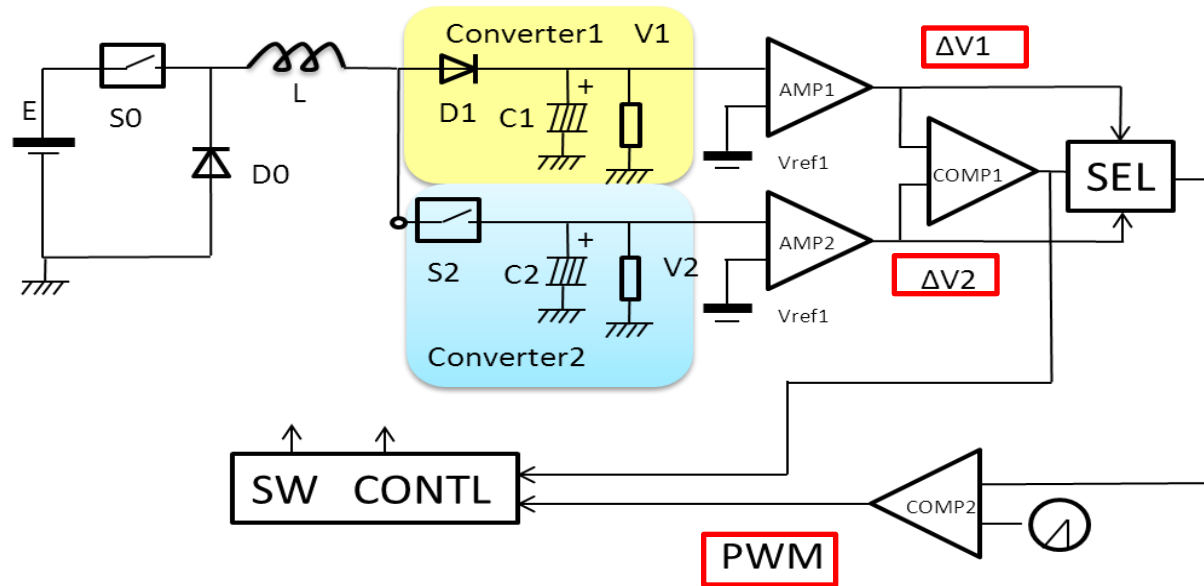 Converter1 V1
ΔV1
E
S0
L
D1
C1
+
AMP1
D0
Vref1
COMP1
SEL
S2
C2
+
V2
AMP2
ΔV2
Vref1
Converter2
SW CONTL
COMP2
PWM